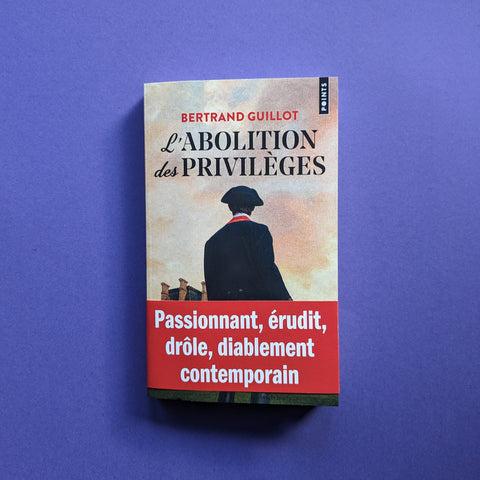 POINTS
BERTRAND GUILLOT
L'ABOLITION
des PRIVILÈGES
Passionnant, érudit,
drôle, diablement
contemporain